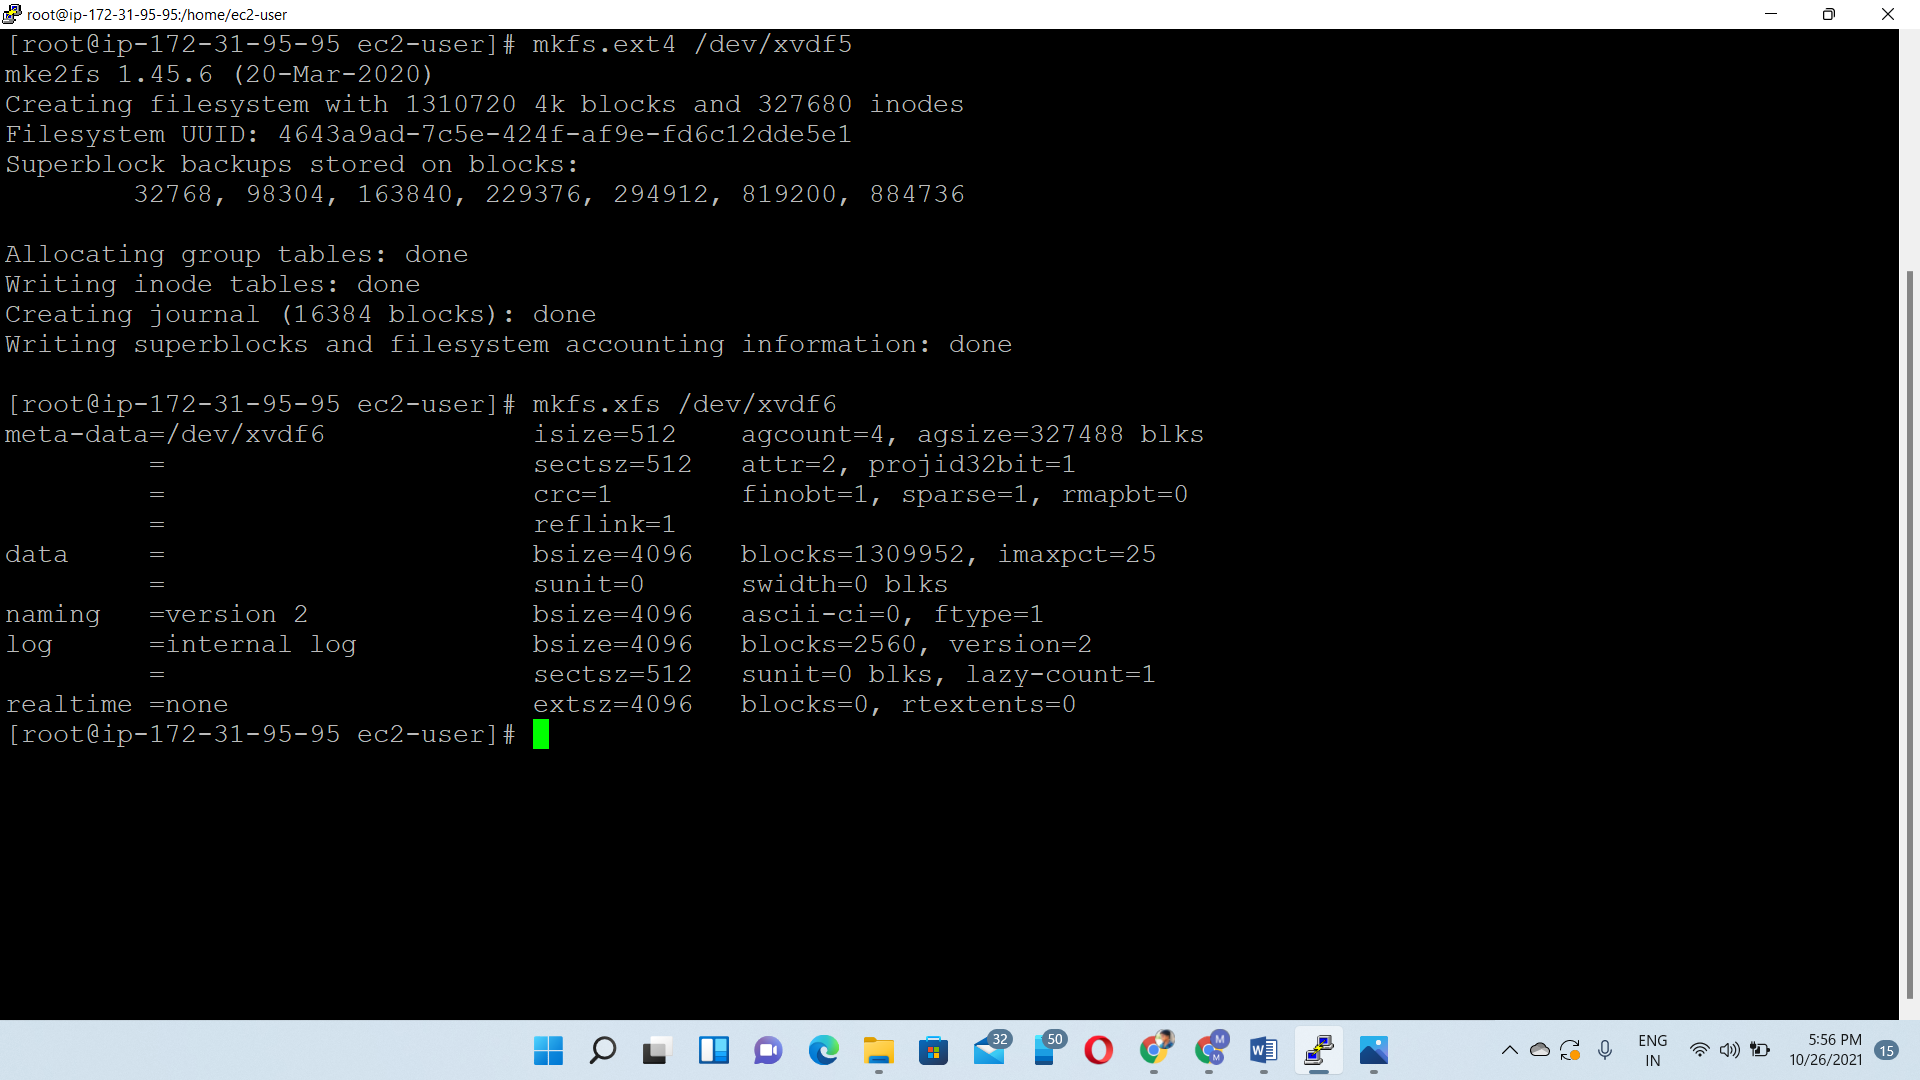 root@ip-172-31-95-95:/home/ec2-user
[root@ip-172-31-95-95 ec2-user]# mkfs.ext4 /dev/xvdf5
mke2fs 1.45.6 (20-Mar-2020)
Creating filesystem with 1310720 4k blocks and 327680 inodes
Filesystem UUID: 4643a9ad-7c5e-424f-af9e-fd6c12dde5e1
Superblock backups stored on blocks:
        32768, 98304, 163840, 229376, 294912, 819200, 884736
Allocating group tables: done
Writing inode tables: done
Creating journal (16384 blocks): done
Writing superblocks and filesystem accounting information: done
[root@ip-172-31-95-95 ec2-user]# mkfs.xfs /dev/xvdf6
meta-data=/dev/xvdf6             isize=512    agcount=4, agsize=327488 blks
         =                       sectsz=512   attr=2, projid32bit=1
         =                       crc=1        finobt=1, sparse=1, rmapbt=0
         =                       reflink=1
data     =                       bsize=4096   blocks=1309952, imaxpct=25
         =                       sunit=0      swidth=0 blks
naming   =version 2              bsize=4096   ascii-ci=0, ftype=1
log      =internal log           bsize=4096   blocks=2560, version=2
         =                       sectsz=512   sunit=0 blks, lazy-count=1
realtime =none                   extsz=4096   blocks=0, rtextents=0
[root@ip-172-31-95-95 ec2-user]#
32
50
M
M
W
ENG
IN
5:56 PM
10/26/2021
15